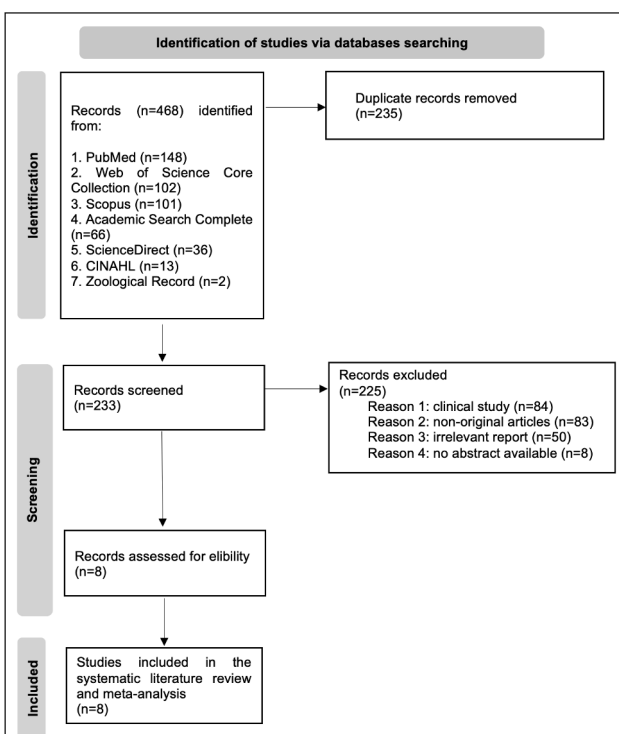 Identification of studies via databases searching
Identification
Records (n=468) identified
from:
1. PubMed (n=148)
2. Web of Science Core
Collection (n=102)
3. Scopus (n=101)
4. Academic Search Complete
(n=66)
5. ScienceDirect (n=36)
6. CINAHL (n=13)
7. Zoological Record (n=2)
Duplicate records removed
(n=235)
Screening
Records screened
(n=233)
Records excluded
(n=225)
Reason 1: clinical study (n=84)
Reason 2: non-original articles (n=83)
Reason 3: irrelevant report (n=50)
Reason 4: no abstract available (n=8)
Records assessed for elibility
(n=8)
Included
Studies included in the
systematic literature review
and meta-analysis
(n=8)